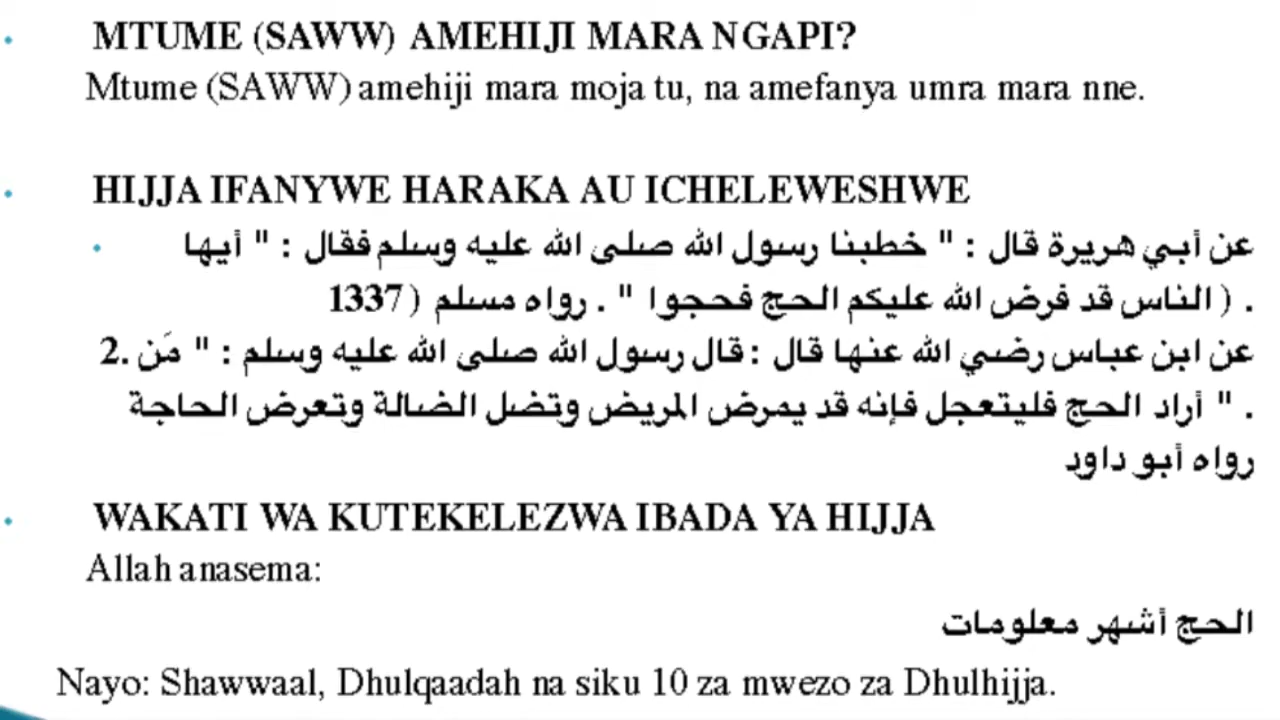 • MTUME (SAWW) AMEHIJI MARA NGAPI?
Mtume (SAWW) amehiji mara moja tu, na amefanya umra mara nne.
• HIJJA IFANYWE HARAKA AU ICHELEWESHWE
• عن أبي هريرة قال : " خطبنا رسول الله صلى الله عليه وسلم فقال : " أيها
الناس قد فرض الله عليكم الحج فحجوا " . رواه مسلم ( 1337 ) .
2. عن ابن عباس رضي الله عنها قال : قال رسول الله صلى الله عليه وسلم : " مَن
أراد الحج فليتعجل فإنه قد يمرض المريض وتضل الضالة وتعرض الحاجة " .
رواه أبو داود
• WAKATI WA KUTEKELEZWA IBADA YA HIJJA
Allah anasema:
الحج أشهر معلومات
Nayo: Shawwaal, Dhulqaadah na siku 10 za mwezo za Dhulhijja.